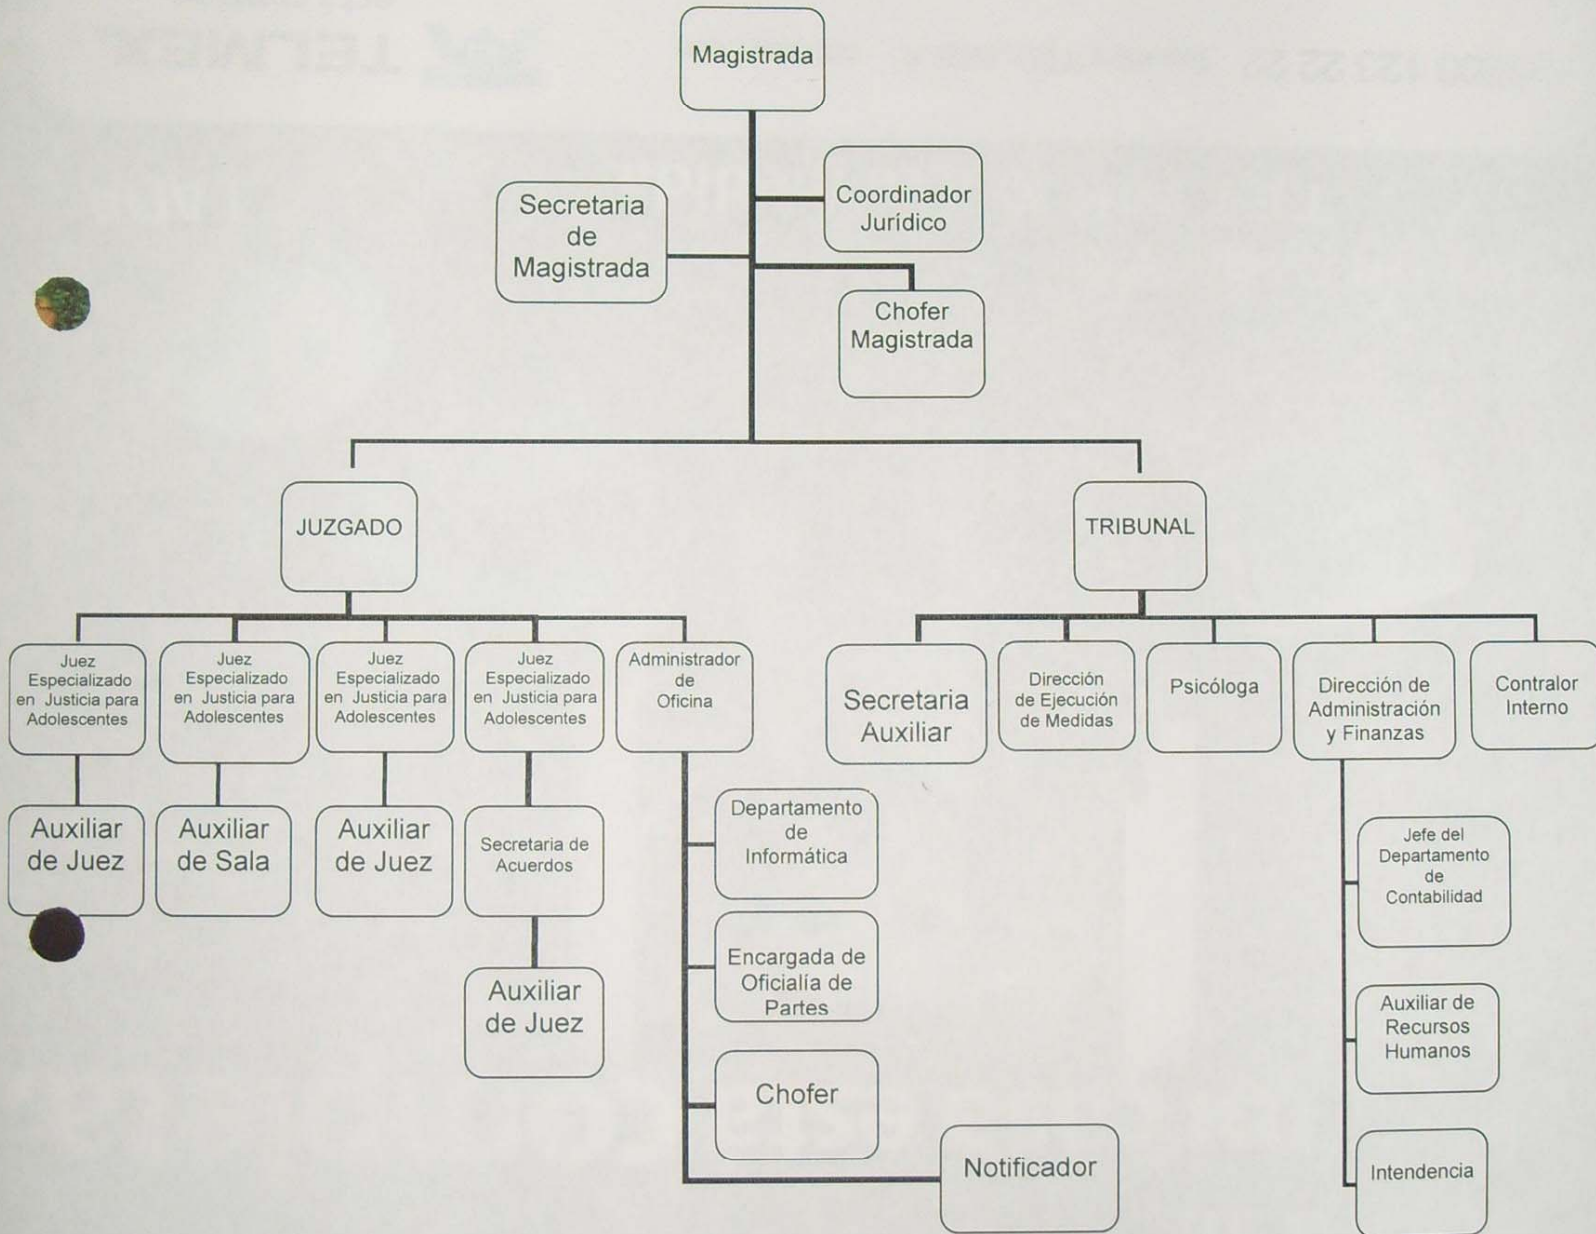 Magistrada
Coordinador
Jurídico
Secretaria
de
Magistrada
Chofer
Magistrada
JUZGADO
TRIBUNAL
Juez
Especializado
en Justicia para
Adolescentes
Juez
Especializado
en Justicia para
Adolescentes
Juez
Especializado
en Justicia para
Adolescentes
Juez
Especializado
en Justicia para
Adolescentes
Administrador
de
Oficina
Secretaria
Auxiliar
Dirección
de Ejecución
de Medidas
Psicóloga
Dirección de
Administración
y Finanzas
Contralor
Interno
Auxiliar
de Juez
Auxiliar
de Sala
Auxiliar
de Juez
Secretaria de
Acuerdos
Auxiliar
de Juez
Departamento
de
Informática
Encargada de
Oficialía de
Partes
Chofer
Notificador
Jefe del
Departamento
de
Contabilidad
Auxiliar de
Recursos
Humanos
Intendencia